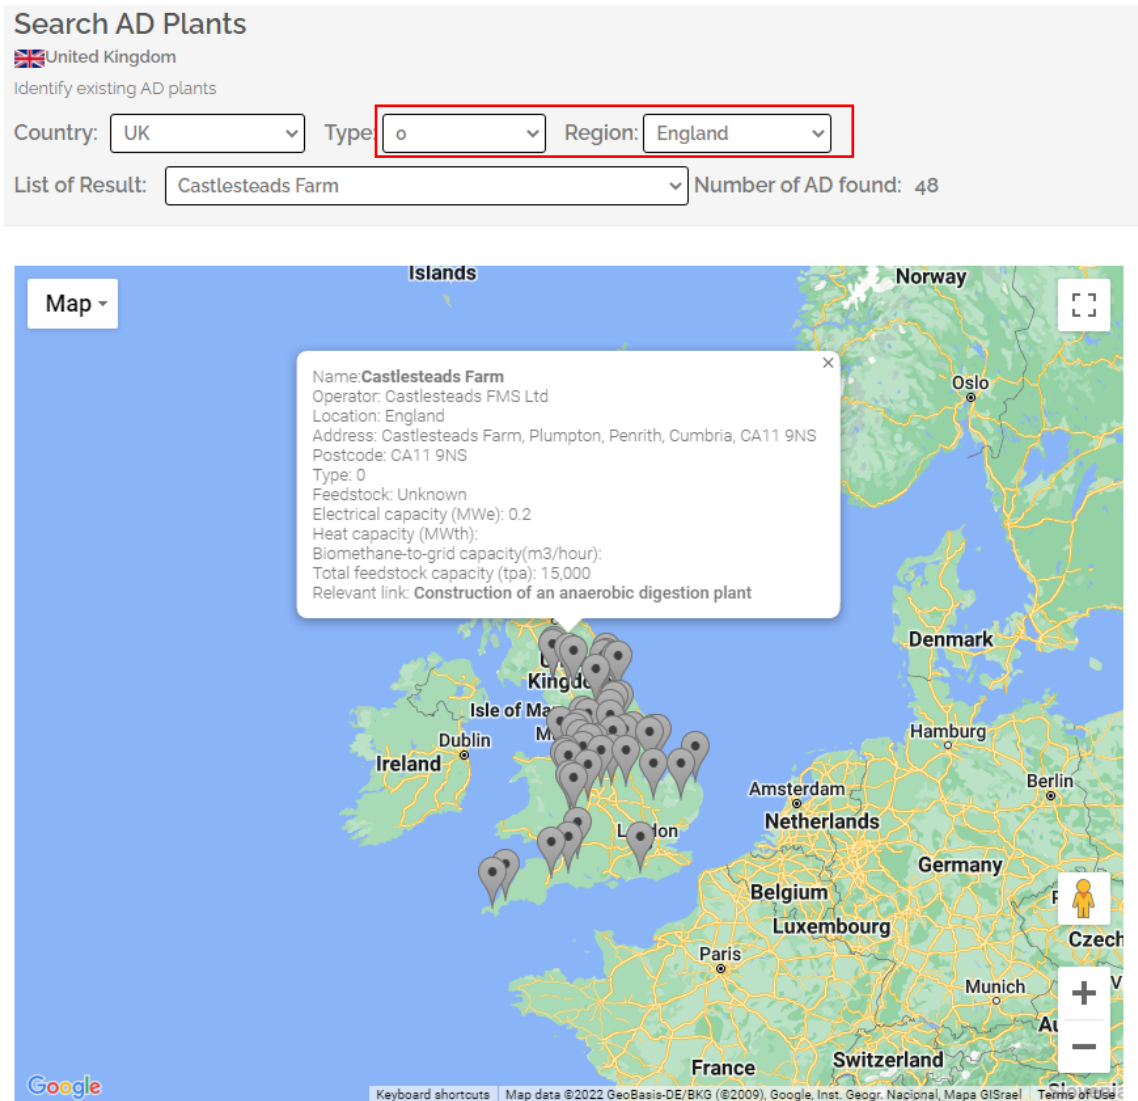 Search AD Plants
United Kingdom
Identify existing AD plants
Country: UK Type: 0 Region: England
List of Result: Castlesteads Farm Number of AD found: 48
Islands
Norway
Map
Oslo
Name:Castlesteads Farm
Operator: Castlesteads FMS Ltd
Location: England
Address: Castlesteads Farm, Plumpton, Penrith, Cumbria, CA11 9NS
Postcode: CA11 9NS
Type: 0
Feedstock: Unknown
Electrical capacity (MWe): 0.2
Heat capacity (MWth):
Biomethane-to-grid capacity(m3/hour):
Total feedstock capacity (tpa): 15,000
Relevant link: Construction of an anaerobic digestion plant
Denmark
Isle of
Hamburg
Dublin
Ireland
Berlin
Amsterdam
Netherlands
Germany
Belgium
Luxembourg
Czech
Paris
Munich
Switzerland
France
Google
Keyboard shortcuts Map data ©2022 GeoBasis-DE/BKG (©2009), Google, Inst. Geogr. Nacional, Mapa GISrael Terms of Use